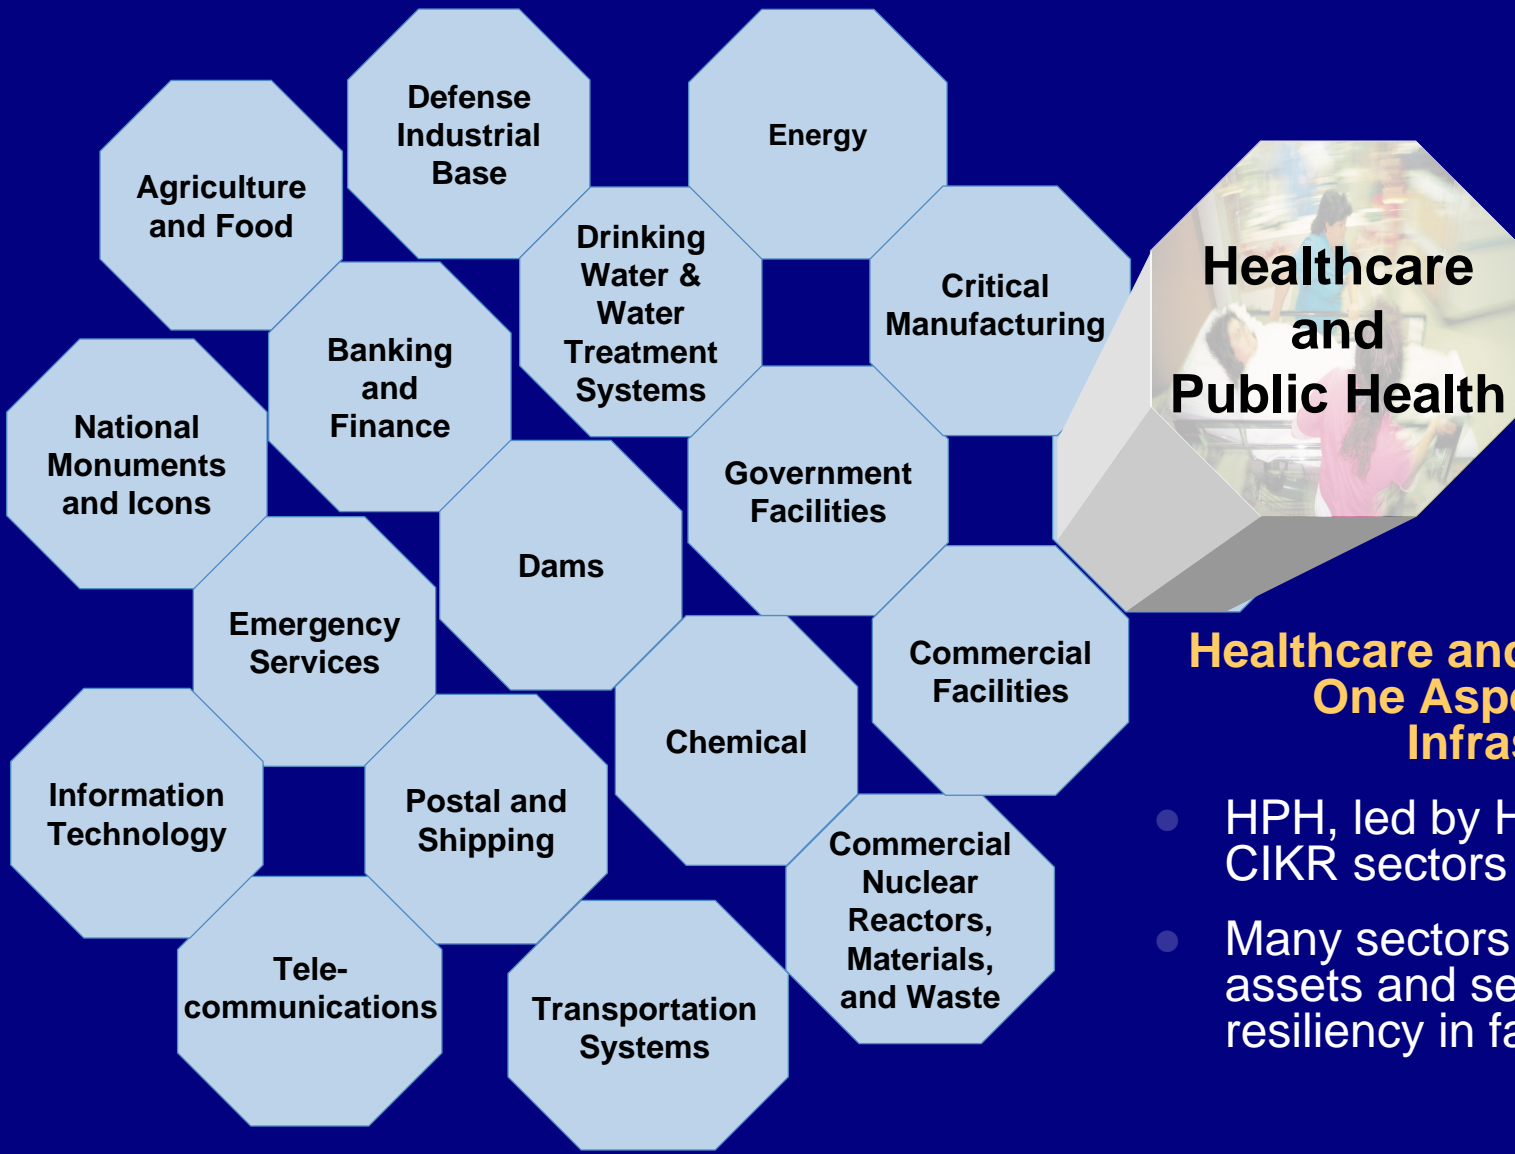 Defense
Industrial
Base
Energy
Agriculture
and Food
Drinking
Water &
Water
Treatment
Systems
Critical
Manufacturing
Healthcare
and
Public Health
Banking
and
Finance
National
Monuments
and Icons
Government
Facilities
Dams
Emergency
Services
Commercial
Facilities
Chemical
Information
Technology
Postal and
Shipping
Commercial
Nuclear
Reactors,
Materials,
and Waste
Tele-
communications
Transportation
Systems
Healthcare and
One Aspe
Infras
HPH, led by H
CIKR sectors
Many sectors
assets and se
resiliency in fa